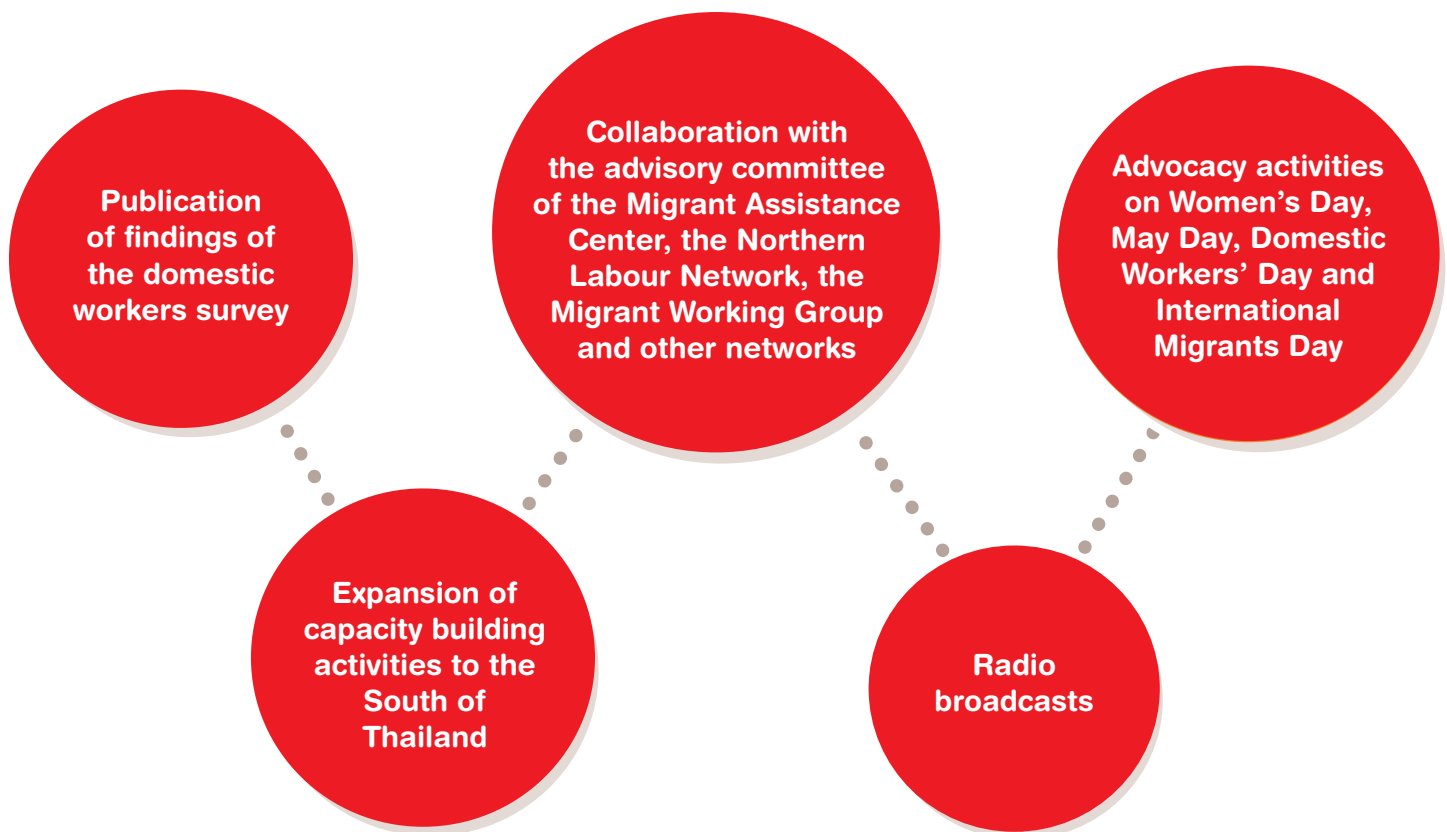 Publication
of findings of
the domestic
workers survey
Collaboration with
the advisory committee
of the Migrant Assistance
Center, the Northern
Labour Network, the
Migrant Working Group
and other networks
Advocacy activities
on Women's Day,
May Day, Domestic
Workers' Day and
International
Migrants Day
Expansion of
capacity building
activities to the
South of
Thailand
Radio
broadcasts